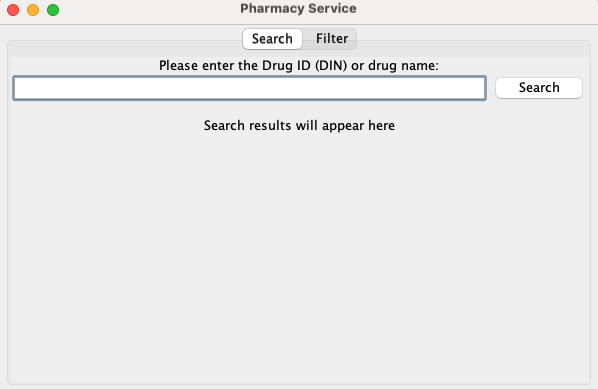 Pharmacy Service
Search Filter
Please enter the Drug ID (DIN) or drug name:
Search
Search results will appear here